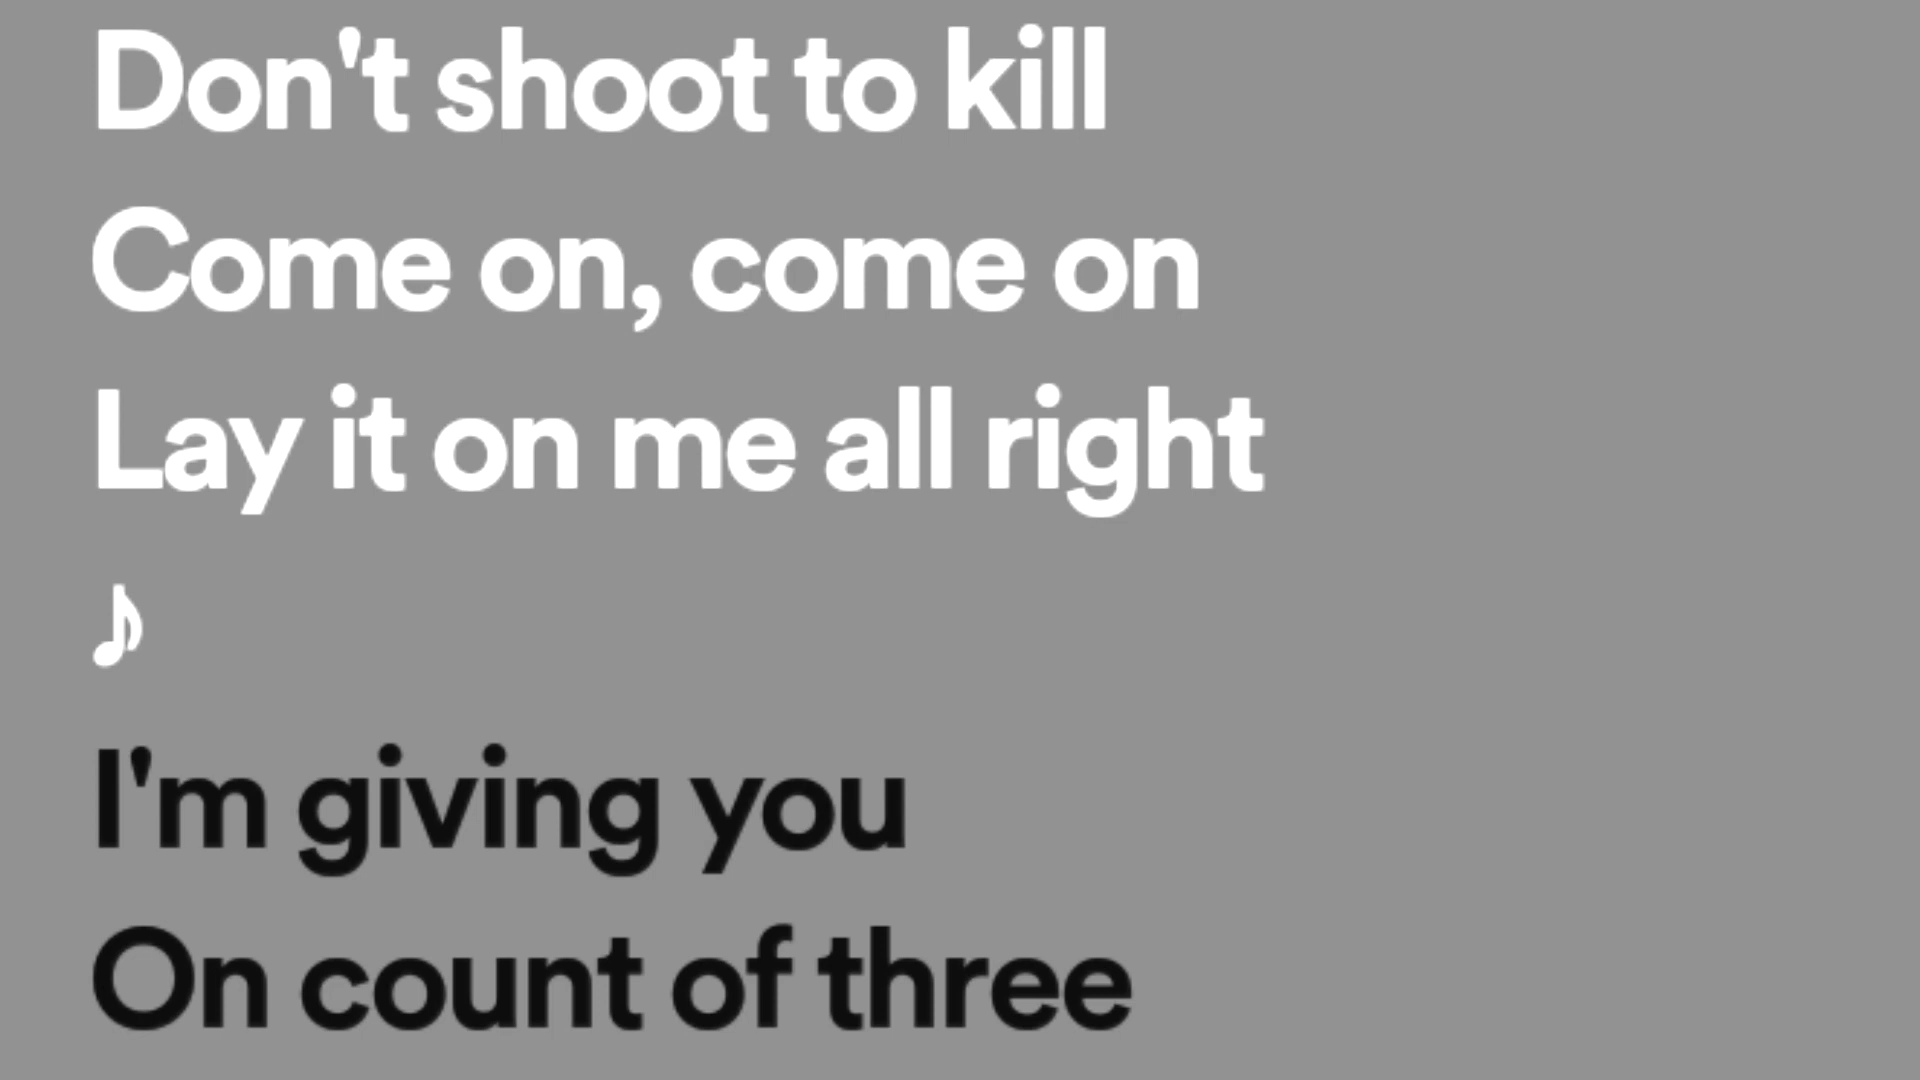 Don't shoot to kill
Come on, come on
Lay it on me all right
♪
I'm giving you
On count of three